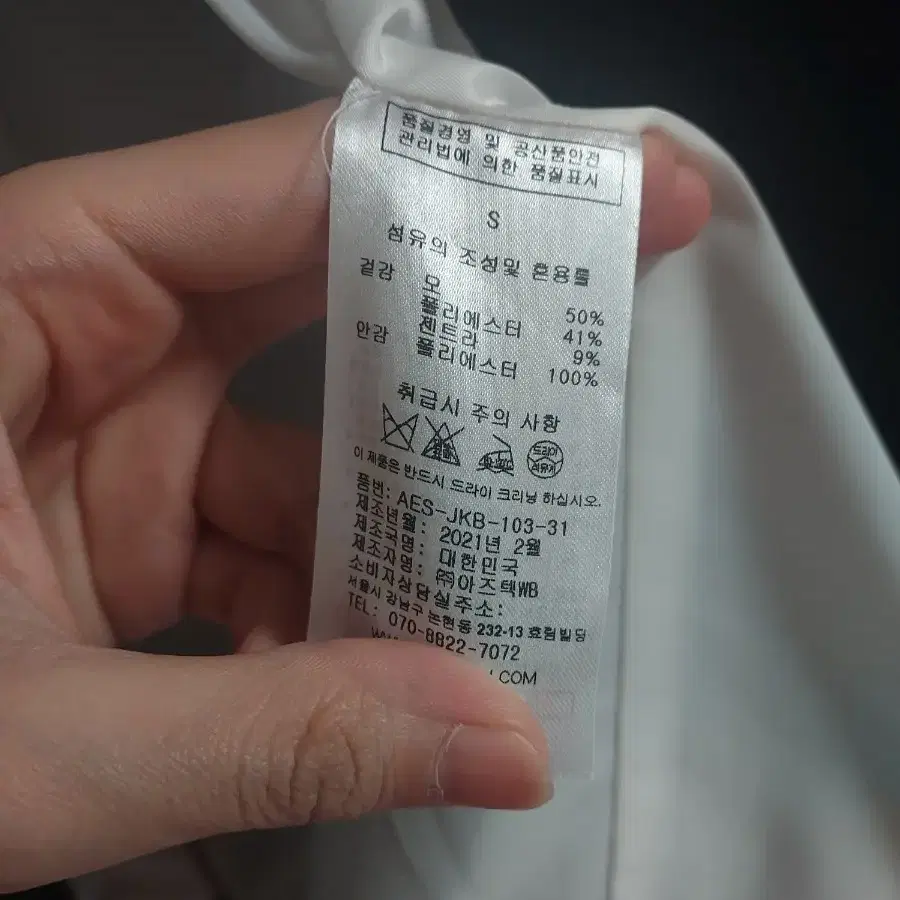 품질경영 및 공산품안전
관리법에 의한 품질표시
S
섬유의 조성및 혼용률
겉감 모 50%
폴리에스터 41%
젠트라 9%
안감 폴리에스터 100%
취급시 주의 사항
드라이
석유계
이 제품은 반드시 드라이 크리닝 하십시오.
품번: AES-JKB-103-31
제조년월: 2021년 2월
제조국명: 대한민국
제조자명: ㈜아즈텍WB
소비자상담실주소:
서울시 강남구 논현동 232-13 효림빌딩
TEL: 070-8822-7072
.COM